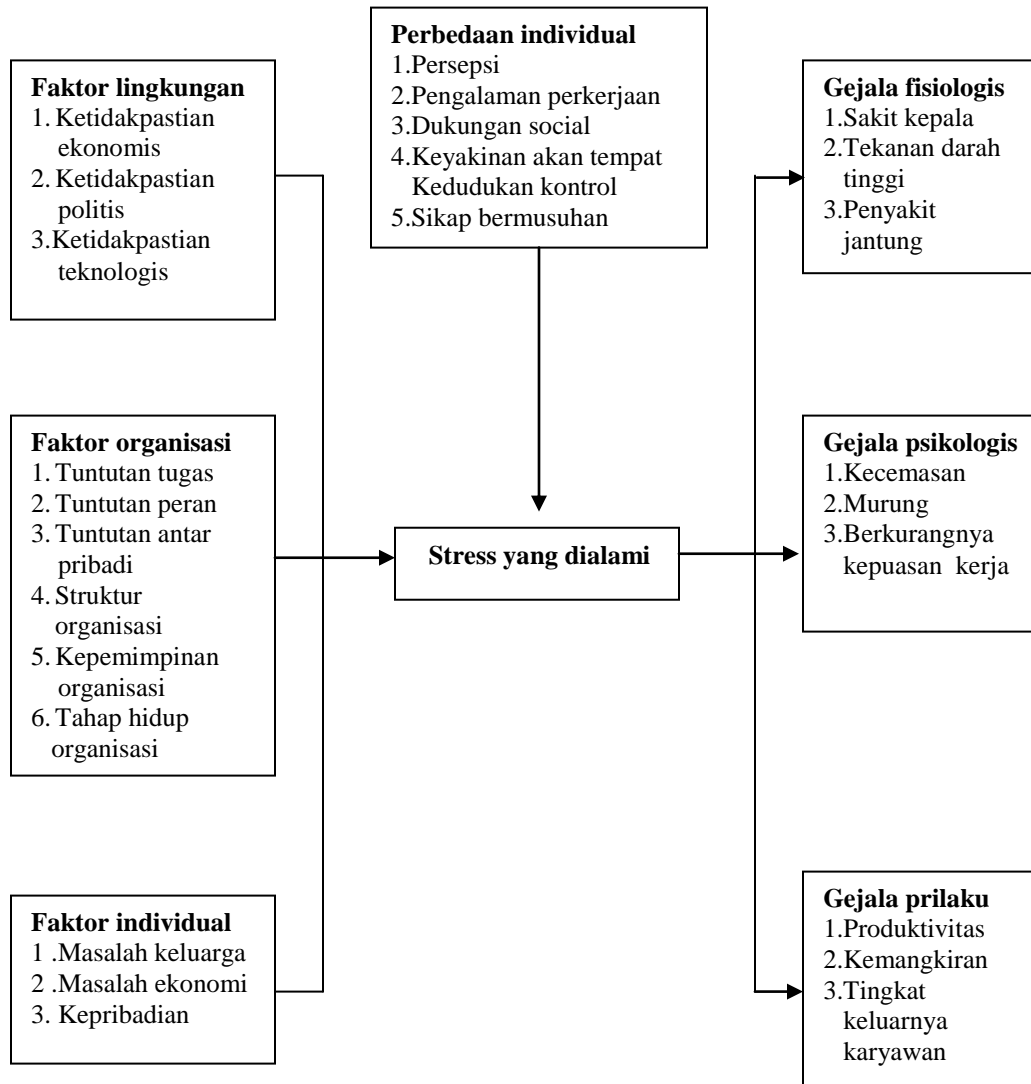 Perbedaan individual
1.Persepsi
2.Pengalaman perkerjaan
3.Dukungan social
4.Keyakinan akan tempat
Kedudukan kontrol
5.Sikap bermusuhan
Faktor lingkungan
1. Ketidakpastian
ekonomis
2. Ketidakpastian
politis
3.Ketidakpastian
teknologis
Faktor organisasi
1. Tuntutan tugas
2. Tuntutan peran
3. Tuntutan antar
pribadi
4. Struktur
organisasi
5. Kepemimpinan
organisasi
6. Tahap hidup
organisasi
Faktor individual
1 .Masalah keluarga
2 .Masalah ekonomi
3. Kepribadian
Stress yang dialami
Gejala fisiologis
1.Sakit kepala
2.Tekanan darah
tinggi
3.Penyakit
jantung
Gejala psikologis
1.Kecemasan
2.Murung
3.Berkurangnya
kepuasan kerja
Gejala prilaku
1.Produktivitas
2.Kemangkiran
3.Tingkat
keluarnya
karyawan